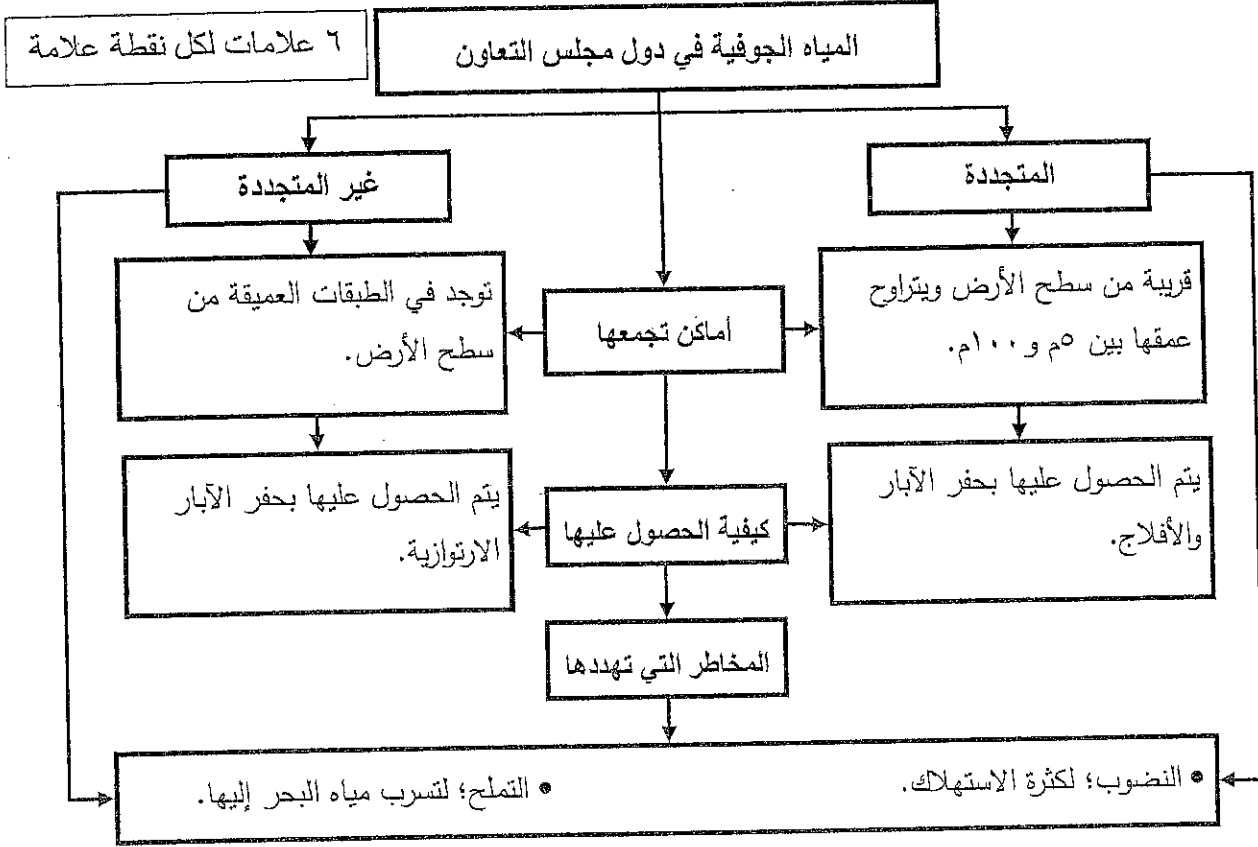 المياه الجوفية في دول مجلس التعاون
٦ علامات لكل نقطة علامة
المتجددة
غير المتجددة
قريبة من سطح الأرض ويتراوح
عمقها بين ٥م و ١٠٠م.
أماكن تجمعها
توجد في الطبقات العميقة من
سطح الأرض.
يتم الحصول عليها بحفر الآبار
والأفلاج.
كيفية الحصول عليها
يتم الحصول عليها بحفر الآبار
الارتوازية.
المخاطر التي تهددها
• النضوب؛ لكثرة الاستهلاك.
• التملح؛ لتسرب مياه البحر إليها.